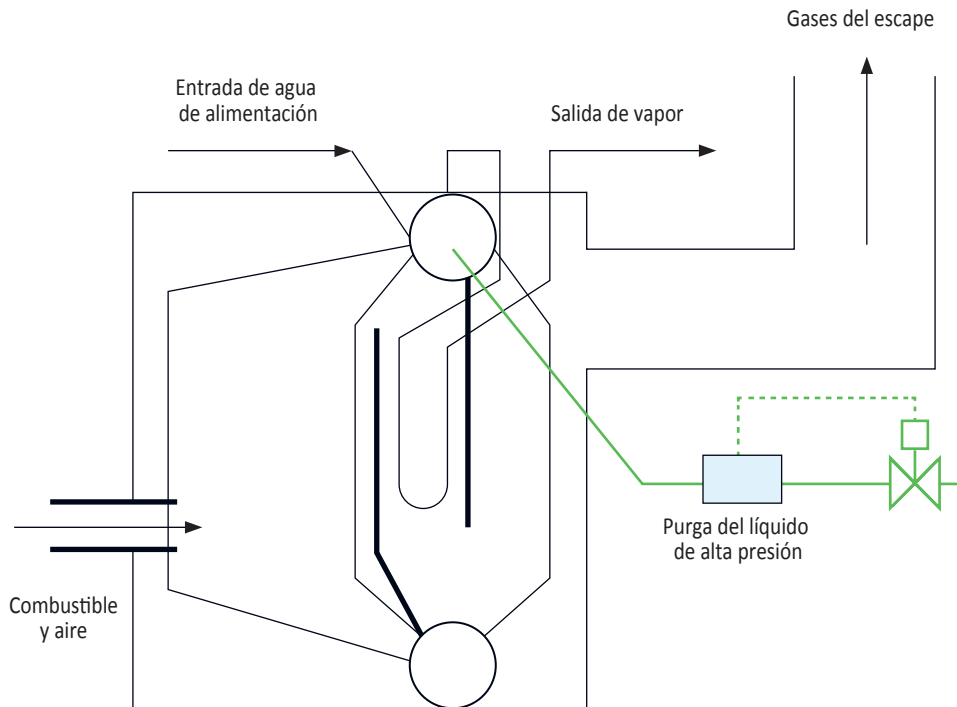 Gases del escape
Entrada de agua
de alimentación
Salida de vapor
Purga del líquido
de alta presión
Combustible
y aire